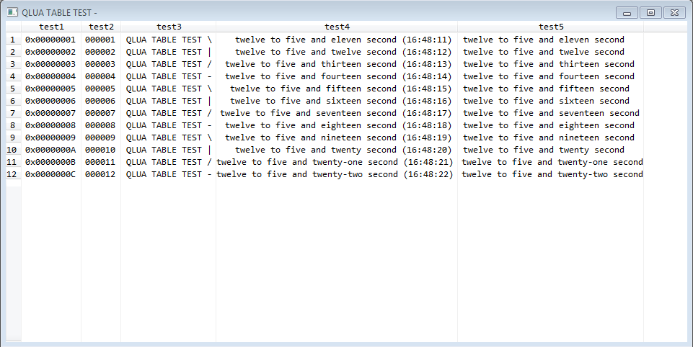 QLUA TABLE TEST -
test1 test2 test3 test4 test5
1 0x00000001 000001 QLUA TABLE TEST \ twelve to five and eleven second (16:48:11) twelve to five and eleven second
2 0x00000002 000002 QLUA TABLE TEST | twelve to five and twelve second (16:48:12) twelve to five and twelve second
3 0x00000003 000003 QLUA TABLE TEST / twelve to five and thirteen second (16:48:13) twelve to five and thirteen second
4 0x00000004 000004 QLUA TABLE TEST - twelve to five and fourteen second (16:48:14) twelve to five and fourteen second
5 0x00000005 000005 QLUA TABLE TEST \ twelve to five and fifteen second (16:48:15) twelve to five and fifteen second
6 0x00000006 000006 QLUA TABLE TEST | twelve to five and sixteen second (16:48:16) twelve to five and sixteen second
7 0x00000007 000007 QLUA TABLE TEST / twelve to five and seventeen second (16:48:17) twelve to five and seventeen second
8 0x00000008 000008 QLUA TABLE TEST - twelve to five and eighteen second (16:48:18) twelve to five and eighteen second
9 0x00000009 000009 QLUA TABLE TEST \ twelve to five and nineteen second (16:48:19) twelve to five and nineteen second
10 0x0000000A 000010 QLUA TABLE TEST | twelve to five and twenty second (16:48:20) twelve to five and twenty second
11 0x0000000B 000011 QLUA TABLE TEST / twelve to five and twenty-one second (16:48:21) twelve to five and twenty-one second
12 0x0000000C 000012 QLUA TABLE TEST - twelve to five and twenty-two second (16:48:22) twelve to five and twenty-two second